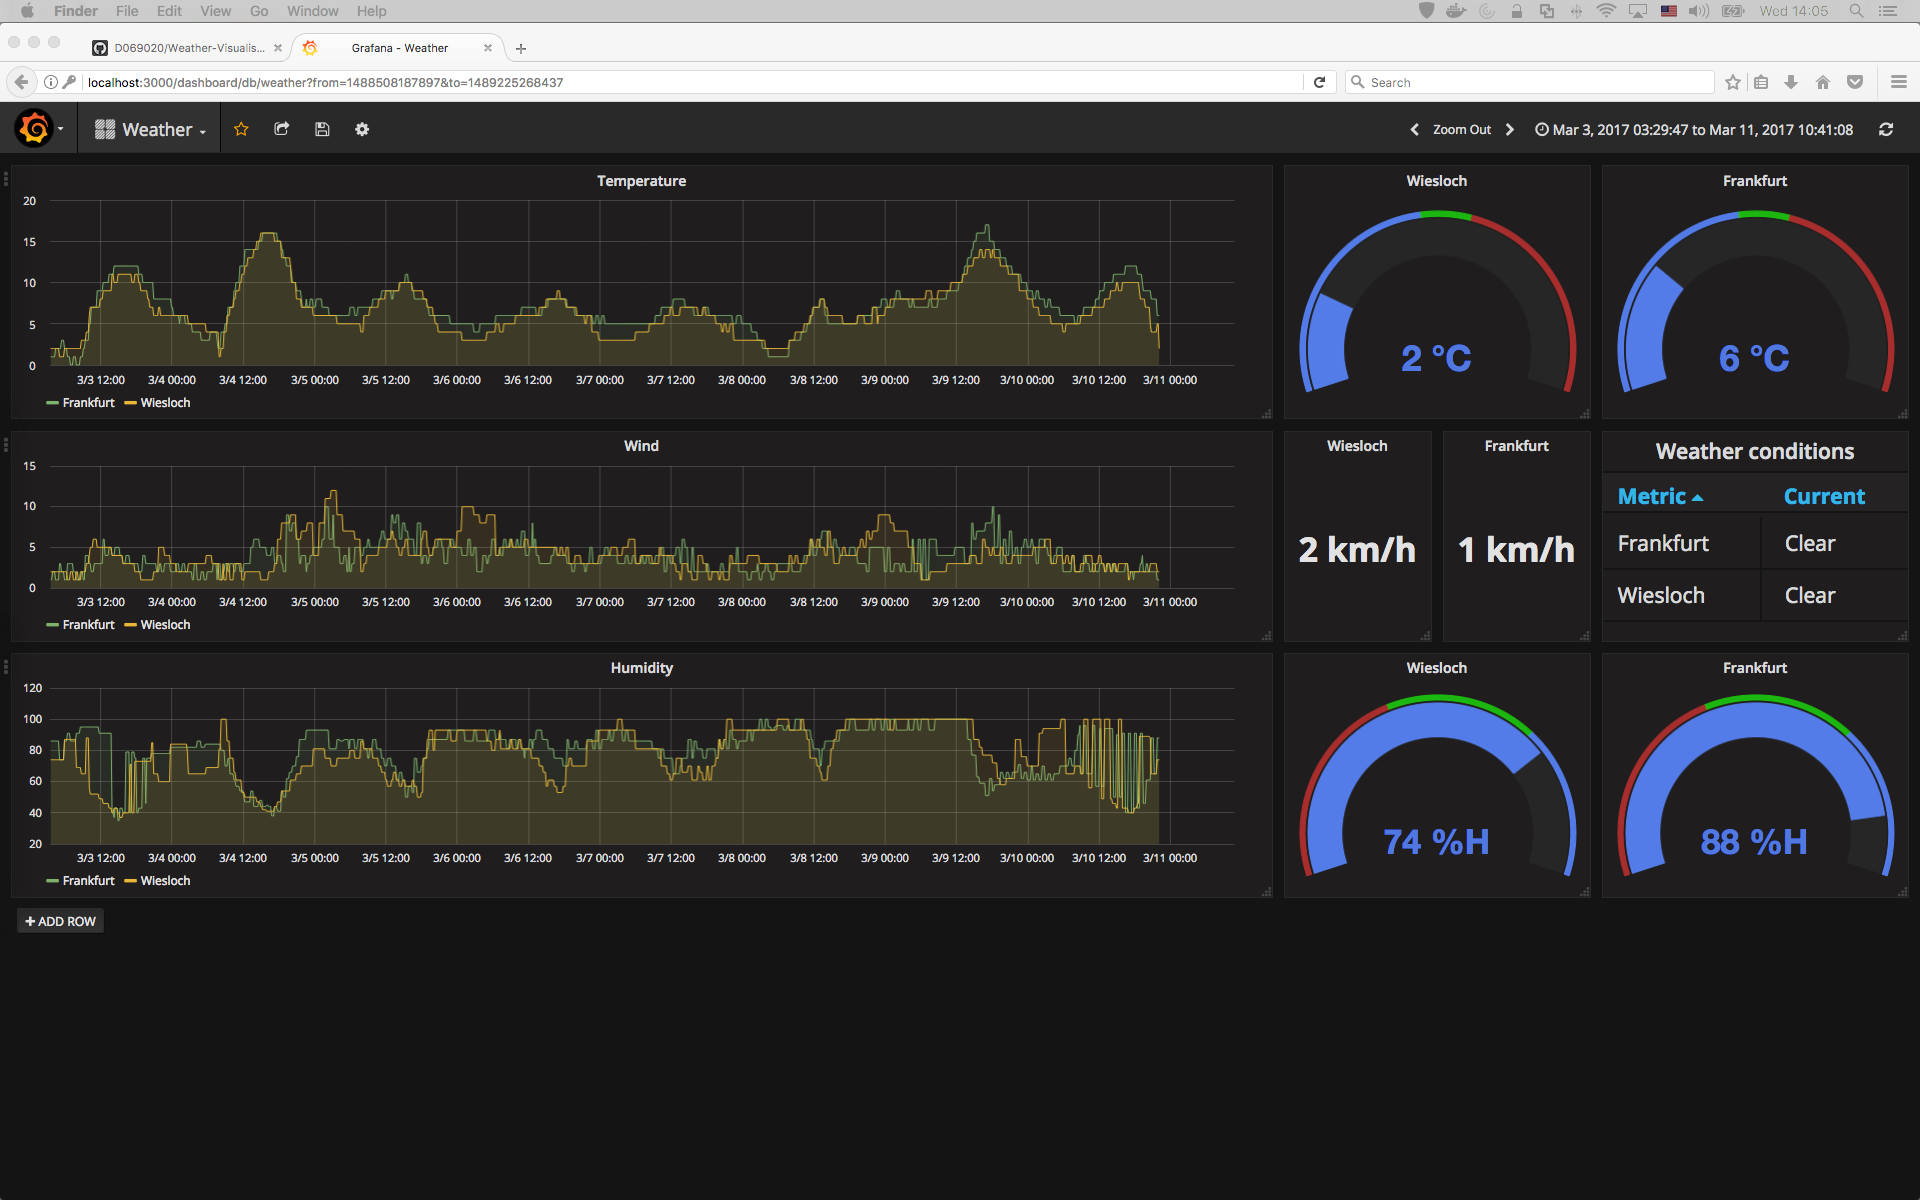 Finder File Edit View Go Window Help Wed 14:05
D069020/Weather-Visualis... Grafana - Weather
localhost:3000/dashboard/db/weather?from=1488508187897&to=1489225268437 Search
Weather Zoom Out Mar 3, 2017 03:29:47 to Mar 11, 2017 10:41:08
Temperature
20
15
10
5
0
3/3 12:00 3/4 00:00 3/4 12:00 3/5 00:00 3/5 12:00 3/6 00:00 3/6 12:00 3/7 00:00 3/7 12:00 3/8 00:00 3/8 12:00 3/9 00:00 3/9 12:00 3/10 00:00 3/10 12:00 3/11 00:00
Frankfurt Wiesloch
Wiesloch
2 °C
Frankfurt
6 °C
Wind
15
10
5
0
3/3 12:00 3/4 00:00 3/4 12:00 3/5 00:00 3/5 12:00 3/6 00:00 3/6 12:00 3/7 00:00 3/7 12:00 3/8 00:00 3/8 12:00 3/9 00:00 3/9 12:00 3/10 00:00 3/10 12:00 3/11 00:00
Frankfurt Wiesloch
Wiesloch
2 km/h
Frankfurt
1 km/h
Weather conditions
Metric Current
Frankfurt Clear
Wiesloch Clear
Humidity
120
100
80
60
40
20
3/3 12:00 3/4 00:00 3/4 12:00 3/5 00:00 3/5 12:00 3/6 00:00 3/6 12:00 3/7 00:00 3/7 12:00 3/8 00:00 3/8 12:00 3/9 00:00 3/9 12:00 3/10 00:00 3/10 12:00 3/11 00:00
Frankfurt Wiesloch
Wiesloch
74 %H
Frankfurt
88 %H
+ ADD ROW